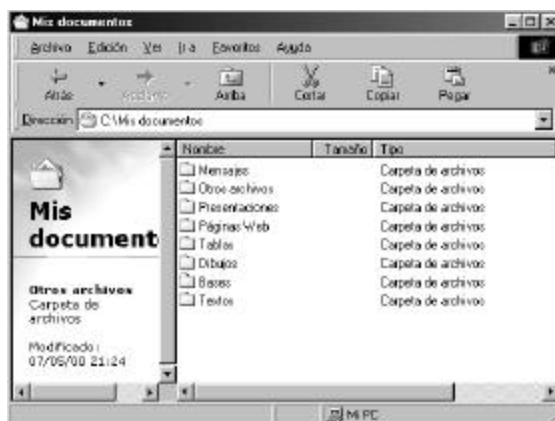 Mis documentos
Archivo Edición Ver Ir a Favoritos Ayuda
Atrás Adelante Arriba Cortar Copiar Pegar
Dirección C:\Mis documentos
Nombre Tamaño Tipo
Mensajes Carpeta de archivos
Otros archivos Carpeta de archivos
Presentaciones Carpeta de archivos
Páginas Web Carpeta de archivos
Tablas Carpeta de archivos
Dibujos Carpeta de archivos
Bases Carpeta de archivos
Textos Carpeta de archivos
Mis
document
Otros archivos
Carpeta de
archivos
Modificado:
07/05/00 21:24
Mi PC